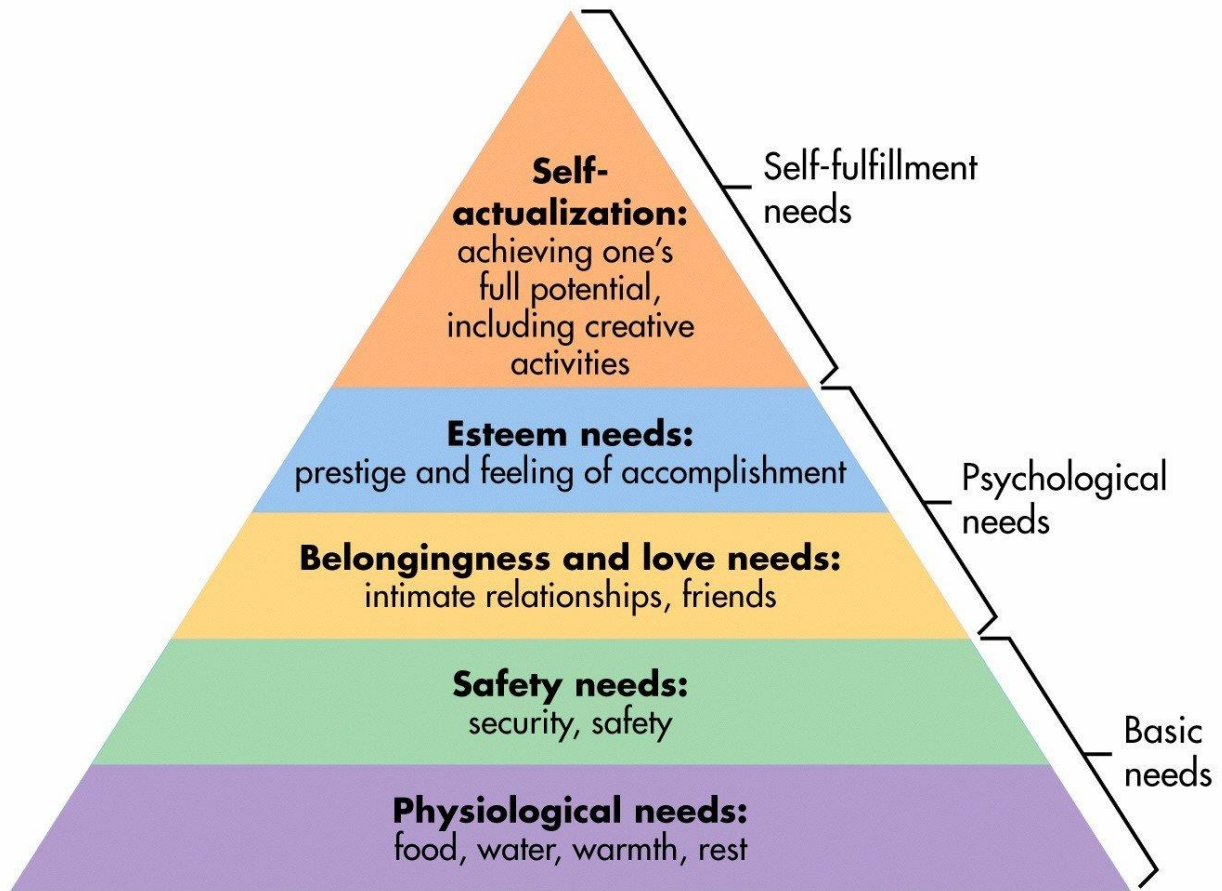 Self-
actualization:
achieving one's
full potential,
including creative
activities
Self-fulfillment
needs
Esteem needs:
prestige and feeling of accomplishment
Psychological
needs
Belongingness and love needs:
intimate relationships, friends
Safety needs:
security, safety
Basic
needs
Physiological needs:
food, water, warmth, rest